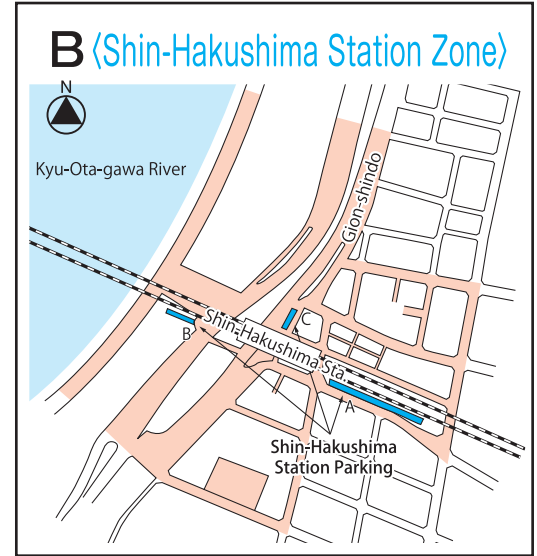 B〈Shin-Hakushima Station Zone〉
N
Kyu-Ota-gawa River
Gion-shindo
Shin-Hakushima Sta.
C
B
A
Shin-Hakushima
Station Parking